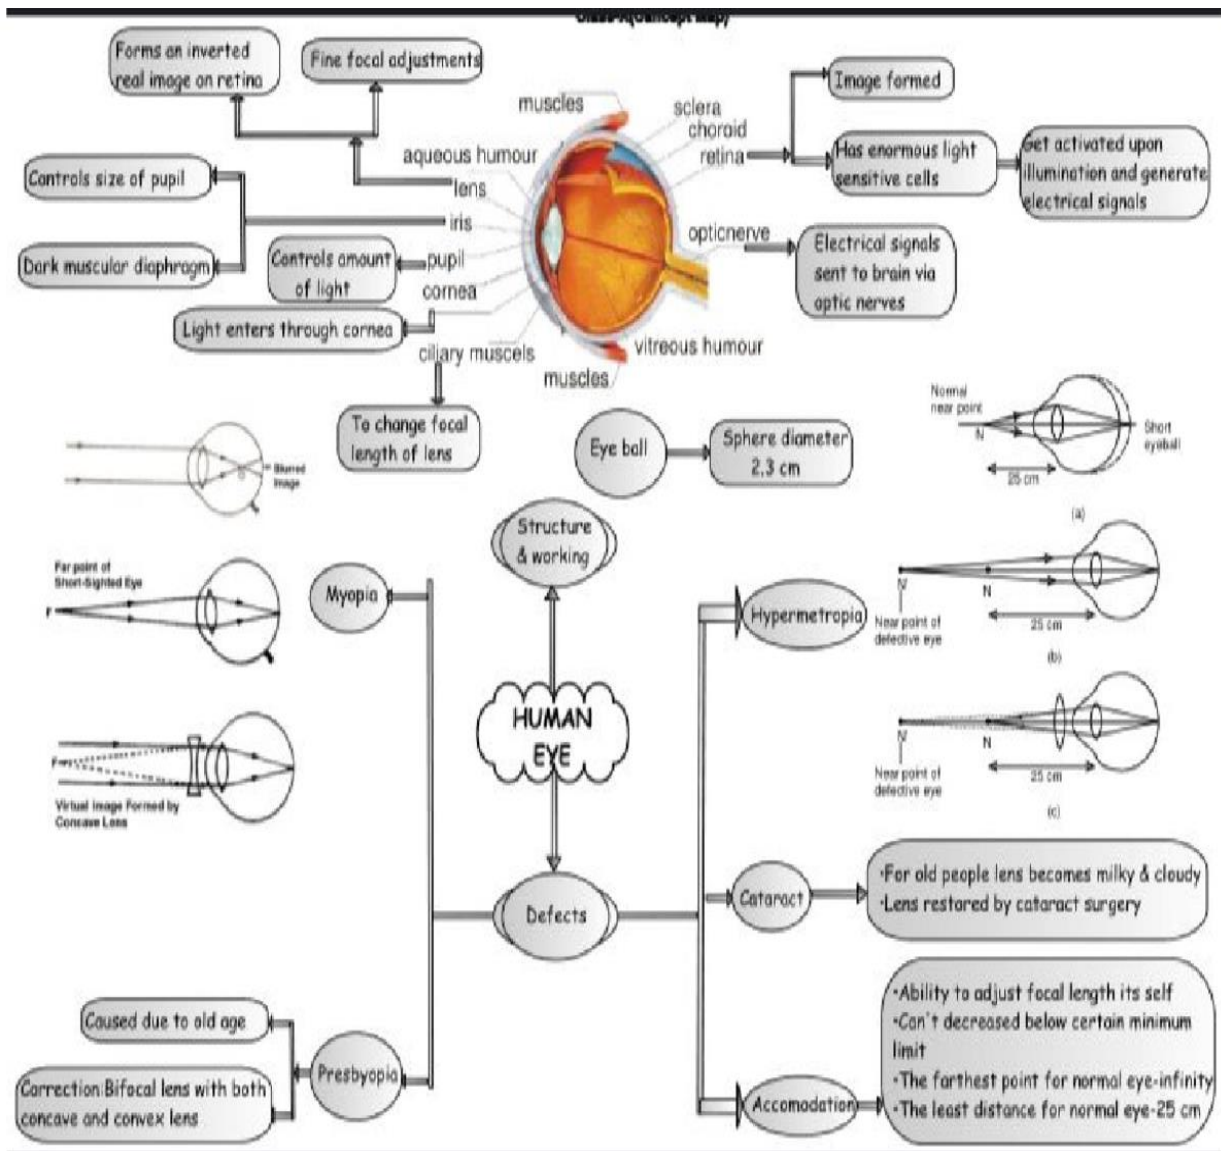 Class-X(Concept Map)
Forms an inverted
real image on retina
Fine focal adjustments
Controls size of pupil
Dark muscular diaphragm
Controls amount
of light
Light enters through cornea
To change focal
length of lens
muscles
aqueous humour
lens
iris
pupil
cornea
ciliary muscels
muscles
sclera
choroid
retina
opticnerve
vitreous humour
Image formed
Has enormous light
sensitive cells
Get activated upon
illumination and generate
electrical signals
Electrical signals
sent to brain via
optic nerves
Eye ball
Sphere diameter
2.3 cm
Blurred
Image
Far point of
Short-Sighted Eye
F
Virtual Image Formed by
Concave Lens
F
Myopia
Structure
& working
HUMAN
EYE
Defects
Hypermetropia
Normal
near point
N
Short
eyeball
25 cm
(a)
N'
N
Near point of
defective eye
25 cm
(b)
N'
N
Near point of
defective eye
25 cm
(c)
Cataract
•For old people lens becomes milky & cloudy
•Lens restored by cataract surgery
Accomodation
•Ability to adjust focal length its self
•Can't decreased below certain minimum
limit
•The farthest point for normal eye-infinity
•The least distance for normal eye-25 cm
Presbyopia
Caused due to old age
Correction:Bifocal lens with both
concave and convex lens